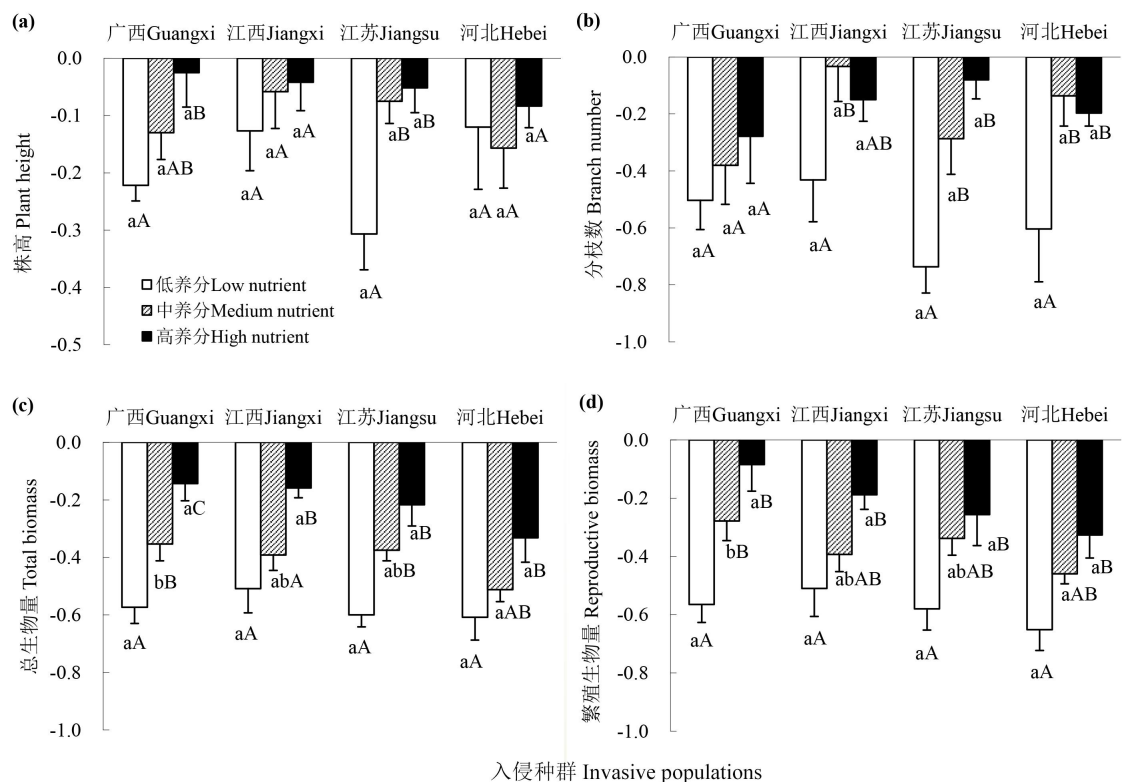 (a)
广西Guangxi 江西Jiangxi 江苏Jiangsu 河北Hebei
0.0
-0.1
-0.2
-0.3
-0.4
-0.5
株高 Plant height
aA aAB aB
aA aA aA
aA aB aB
aA aA aA
低养分Low nutrient
中养分Medium nutrient
高养分High nutrient
(b)
广西Guangxi 江西Jiangxi 江苏Jiangsu 河北Hebei
0.0
-0.2
-0.4
-0.6
-0.8
-1.0
分枝数 Branch number
aA aA aA
aA aB aAB
aA aB aB
aA aB aB
(c)
广西Guangxi 江西Jiangxi 江苏Jiangsu 河北Hebei
0.0
-0.2
-0.4
-0.6
-0.8
-1.0
总生物量 Total biomass
aA bB aC
aA abA aB
aA abB aB
aA aAB aB
(d)
广西Guangxi 江西Jiangxi 江苏Jiangsu 河北Hebei
0.0
-0.2
-0.4
-0.6
-0.8
-1.0
繁殖生物量 Reproductive biomass
aA bB aB
aA abAB aB
aA abAB aB
aA aAB aB
入侵种群 Invasive populations